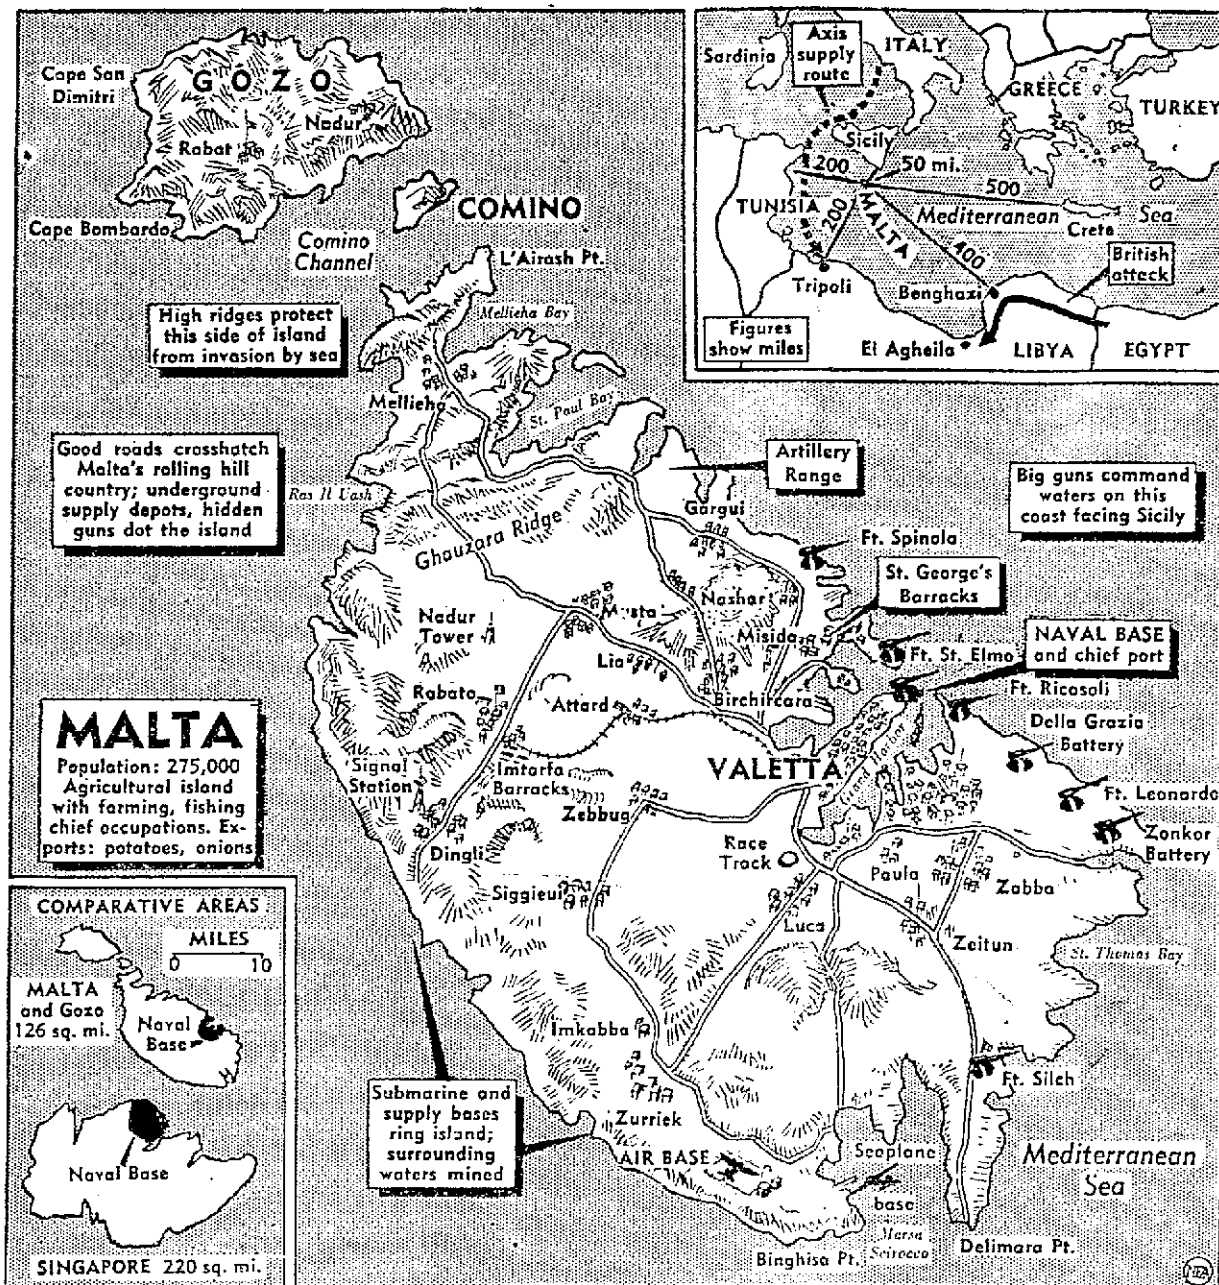 Cape San
Dimitri
GOZO
Nadur
Rabat
Cape Bombardo
Comino
Channel
COMINO
L'Airash Pt.
High ridges protect
this side of island
from invasion by sea
Mellieha Bay
Mellieha
St. Paul Bay
Good roads crosshatch
Malta's rolling hill
country; underground
supply depots, hidden
guns dot the island
Ras Il Uash
Ghauzara Ridge
Artillery
Range
Big guns command
waters on this
coast facing Sicily
Gargui
Ft. Spinola
St. George's
Barracks
Nashar
Musta
Misida
Nadur
Tower
Lia
Ft. St. Elmo
NAVAL BASE
and chief port
Rabato
Attard
Birchircara
Ft. Ricasoli
Della Grazia
Battery
MALTA
Population: 275,000
Agricultural island
with farming, fishing
chief occupations. Ex-
ports: potatoes, onions
Signal
Station
Imtarfa
Barracks
VALETTA
Grand Harbor
Zebbug
Ft. Leonardo
Zonkor
Battery
Dingli
Race
Track
Paula
Zabba
Siggieui
Luca
Zeitun
St. Thomas Bay
Imkabba
Ft. Silch
Submarine and
supply bases
ring island;
surrounding
waters mined
Zurriek
AIR BASE
Seaplane
base
Mediterranean
Sea
Marsa
Scirocco
Binghisa Pt.
Delimara Pt.
NEA
Sardinia
Axis
supply
route
ITALY
GREECE
TURKEY
Sicily
200
50 mi.
500
TUNISIA
200
MALTA
Mediterranean
Sea
Crete
400
British
attack
Tripoli
Benghazi
Figures
show miles
El Agheila
LIBYA
EGYPT
COMPARATIVE AREAS
MILES
0 10
MALTA
and Gozo
126 sq. mi.
Naval
Base
Naval Base
SINGAPORE 220 sq. mi.